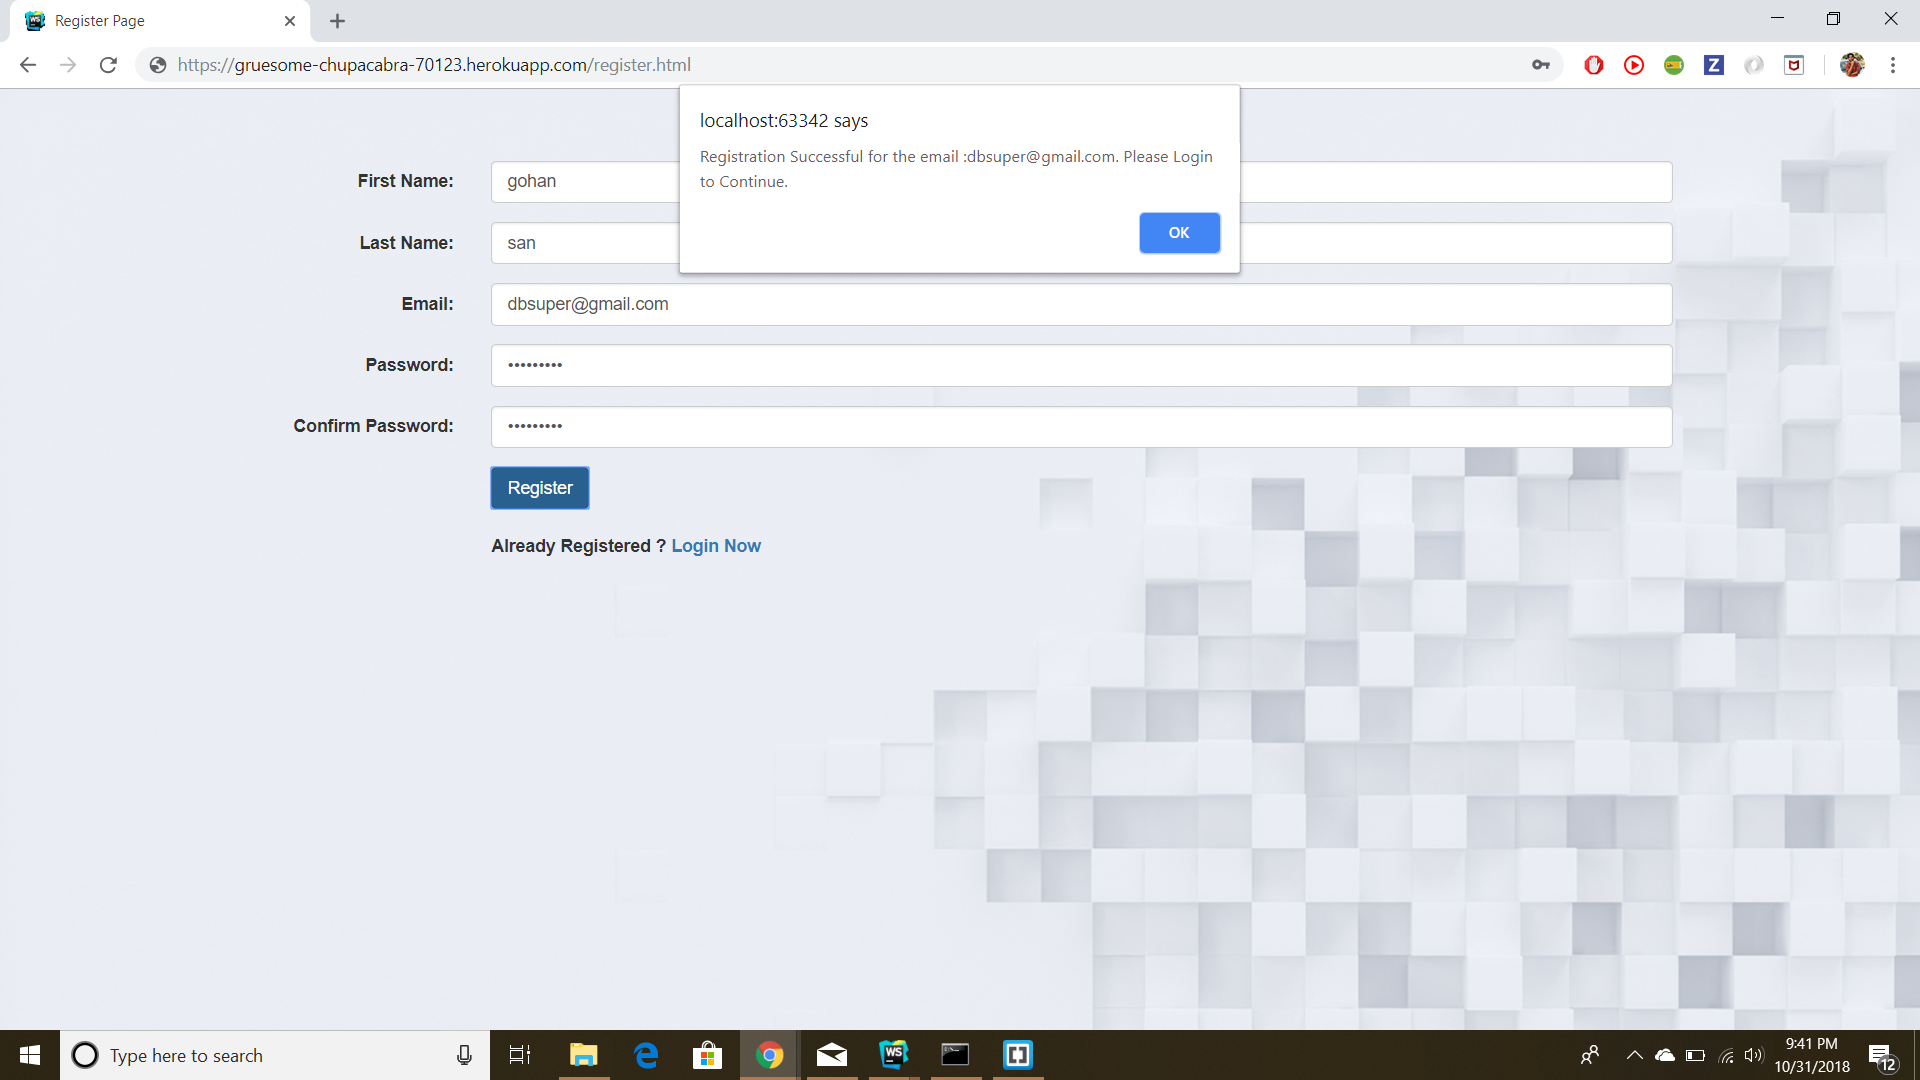 Register Page
https://gruesome-chupacabra-70123.herokuapp.com/register.html
localhost:63342 says
Registration Successful for the email :dbsuper@gmail.com. Please Login
to Continue.
OK
First Name: gohan
Last Name: san
Email: dbsuper@gmail.com
Password: •••••••••
Confirm Password: •••••••••
Register
Already Registered ? Login Now
Type here to search
WS
9:41 PM
10/31/2018
12